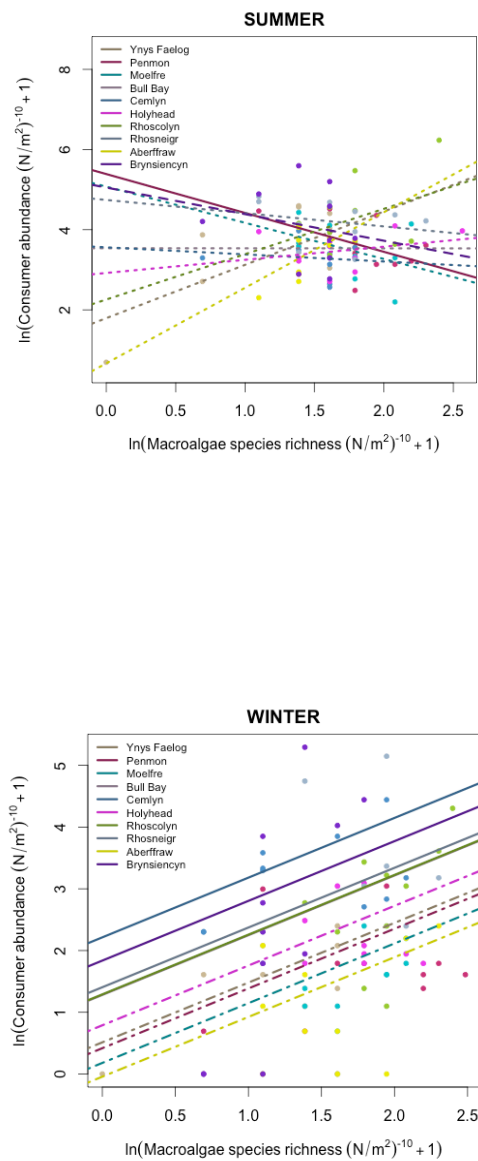 SUMMER
Ynys Faelog
Penmon
Moelfre
Bull Bay
Cemlyn
Holyhead
Rhoscolyn
Rhosneigr
Aberffraw
Brynsiencyn
8
6
4
2
ln(Consumer abundance (N/m²)⁻¹⁰ + 1)
0.0 0.5 1.0 1.5 2.0 2.5
ln(Macroalgae species richness (N/m²)⁻¹⁰ + 1)
WINTER
Ynys Faelog
Penmon
Moelfre
Bull Bay
Cemlyn
Holyhead
Rhoscolyn
Rhosneigr
Aberffraw
Brynsiencyn
5
4
3
2
1
0
ln(Consumer abundance (N/m²)⁻¹⁰ + 1)
0.0 0.5 1.0 1.5 2.0 2.5
ln(Macroalgae species richness (N/m²)⁻¹⁰ + 1)